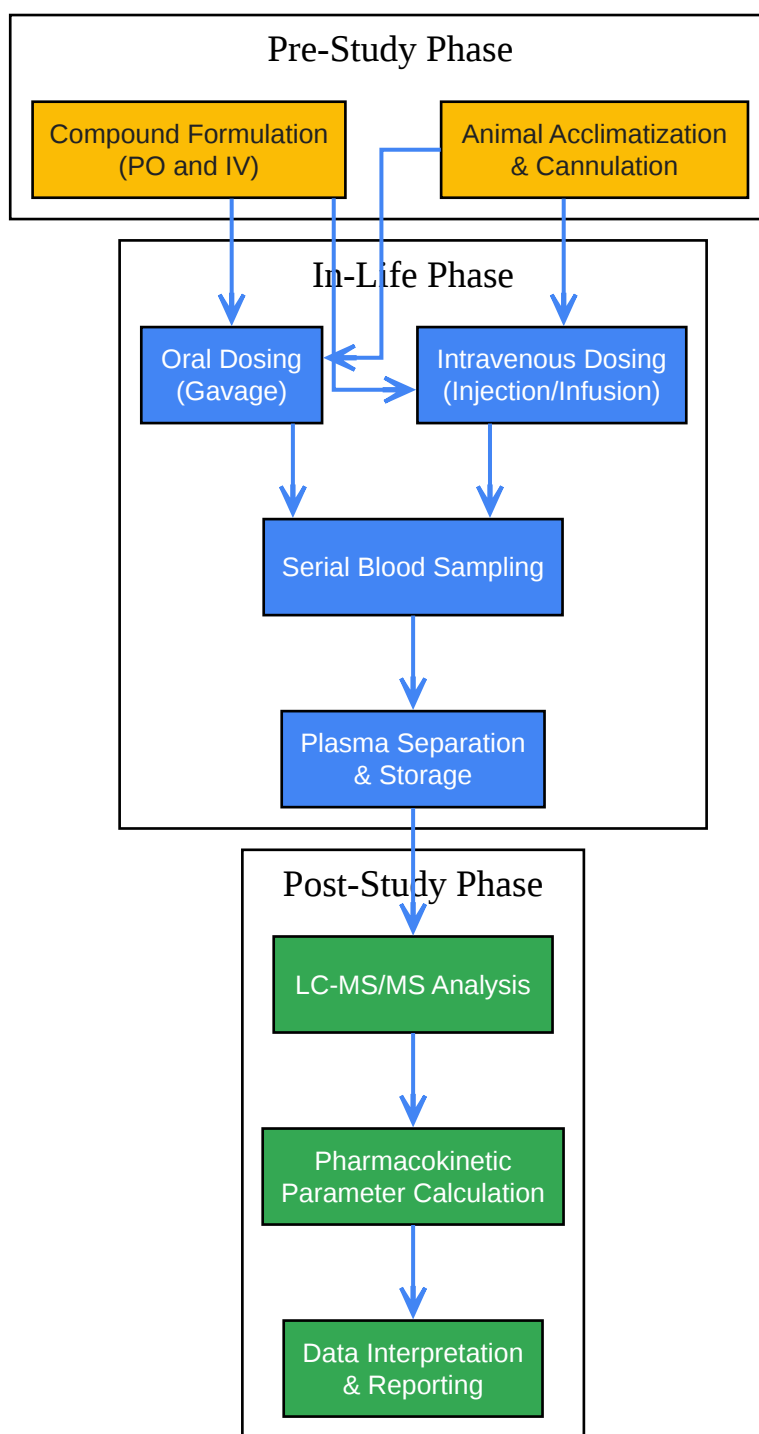 Pre-Study Phase
Compound Formulation
(PO and IV)
Animal Acclimatization
& Cannulation
In-Life Phase
Oral Dosing
(Gavage)
Intravenous Dosing
(Injection/Infusion)
Serial Blood Sampling
Plasma Separation
& Storage
Post-Study Phase
LC-MS/MS Analysis
Pharmacokinetic
Parameter Calculation
Data Interpretation
& Reporting